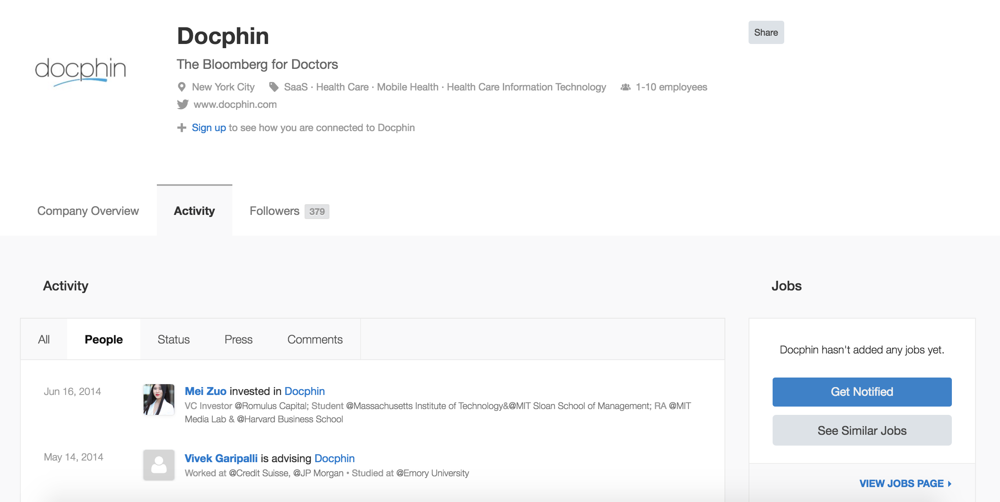 Docphin
Share
docphin
The Bloomberg for Doctors
New York City SaaS · Health Care · Mobile Health · Health Care Information Technology 1-10 employees
www.docphin.com
Sign up to see how you are connected to Docphin
Company Overview Activity Followers 379
Activity
Jobs
All People Status Press Comments
Docphin hasn't added any jobs yet.
Get Notified
See Similar Jobs
VIEW JOBS PAGE
Jun 16, 2014 Mei Zuo invested in Docphin
VC Investor @Romulus Capital; Student @Massachusetts Institute of Technology&@MIT Sloan School of Management; RA @MIT
Media Lab & @Harvard Business School
May 14, 2014 Vivek Garipalli is advising Docphin
Worked at @Credit Suisse, @JP Morgan • Studied at @Emory University